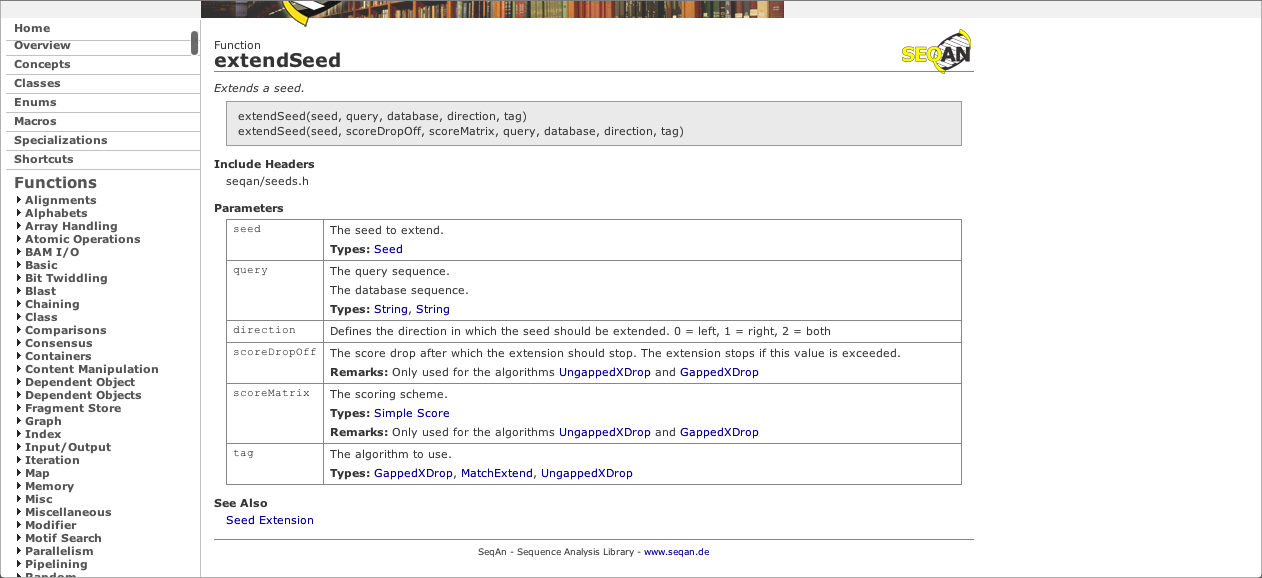 Home
Overview
Concepts
Classes
Enums
Macros
Specializations
Shortcuts
Functions
Alignments
Alphabets
Array Handling
Atomic Operations
BAM I/O
Basic
Bit Twiddling
Blast
Chaining
Class
Comparisons
Consensus
Containers
Content Manipulation
Dependent Object
Dependent Objects
Fragment Store
Graph
Index
Input/Output
Iteration
Map
Memory
Misc
Miscellaneous
Modifier
Motif Search
Parallelism
Pipelining
Random
Function
extendSeed
SEQAN
Extends a seed.
extendSeed(seed, query, database, direction, tag)
extendSeed(seed, scoreDropOff, scoreMatrix, query, database, direction, tag)
Include Headers
seqan/seeds.h
Parameters
seed The seed to extend.
Types: Seed
query The query sequence.
The database sequence.
Types: String, String
direction Defines the direction in which the seed should be extended. 0 = left, 1 = right, 2 = both
scoreDropOff The score drop after which the extension should stop. The extension stops if this value is exceeded.
Remarks: Only used for the algorithms UngappedXDrop and GappedXDrop
scoreMatrix The scoring scheme.
Types: Simple Score
Remarks: Only used for the algorithms UngappedXDrop and GappedXDrop
tag The algorithm to use.
Types: GappedXDrop, MatchExtend, UngappedXDrop
See Also
Seed Extension
SeqAn - Sequence Analysis Library - www.seqan.de